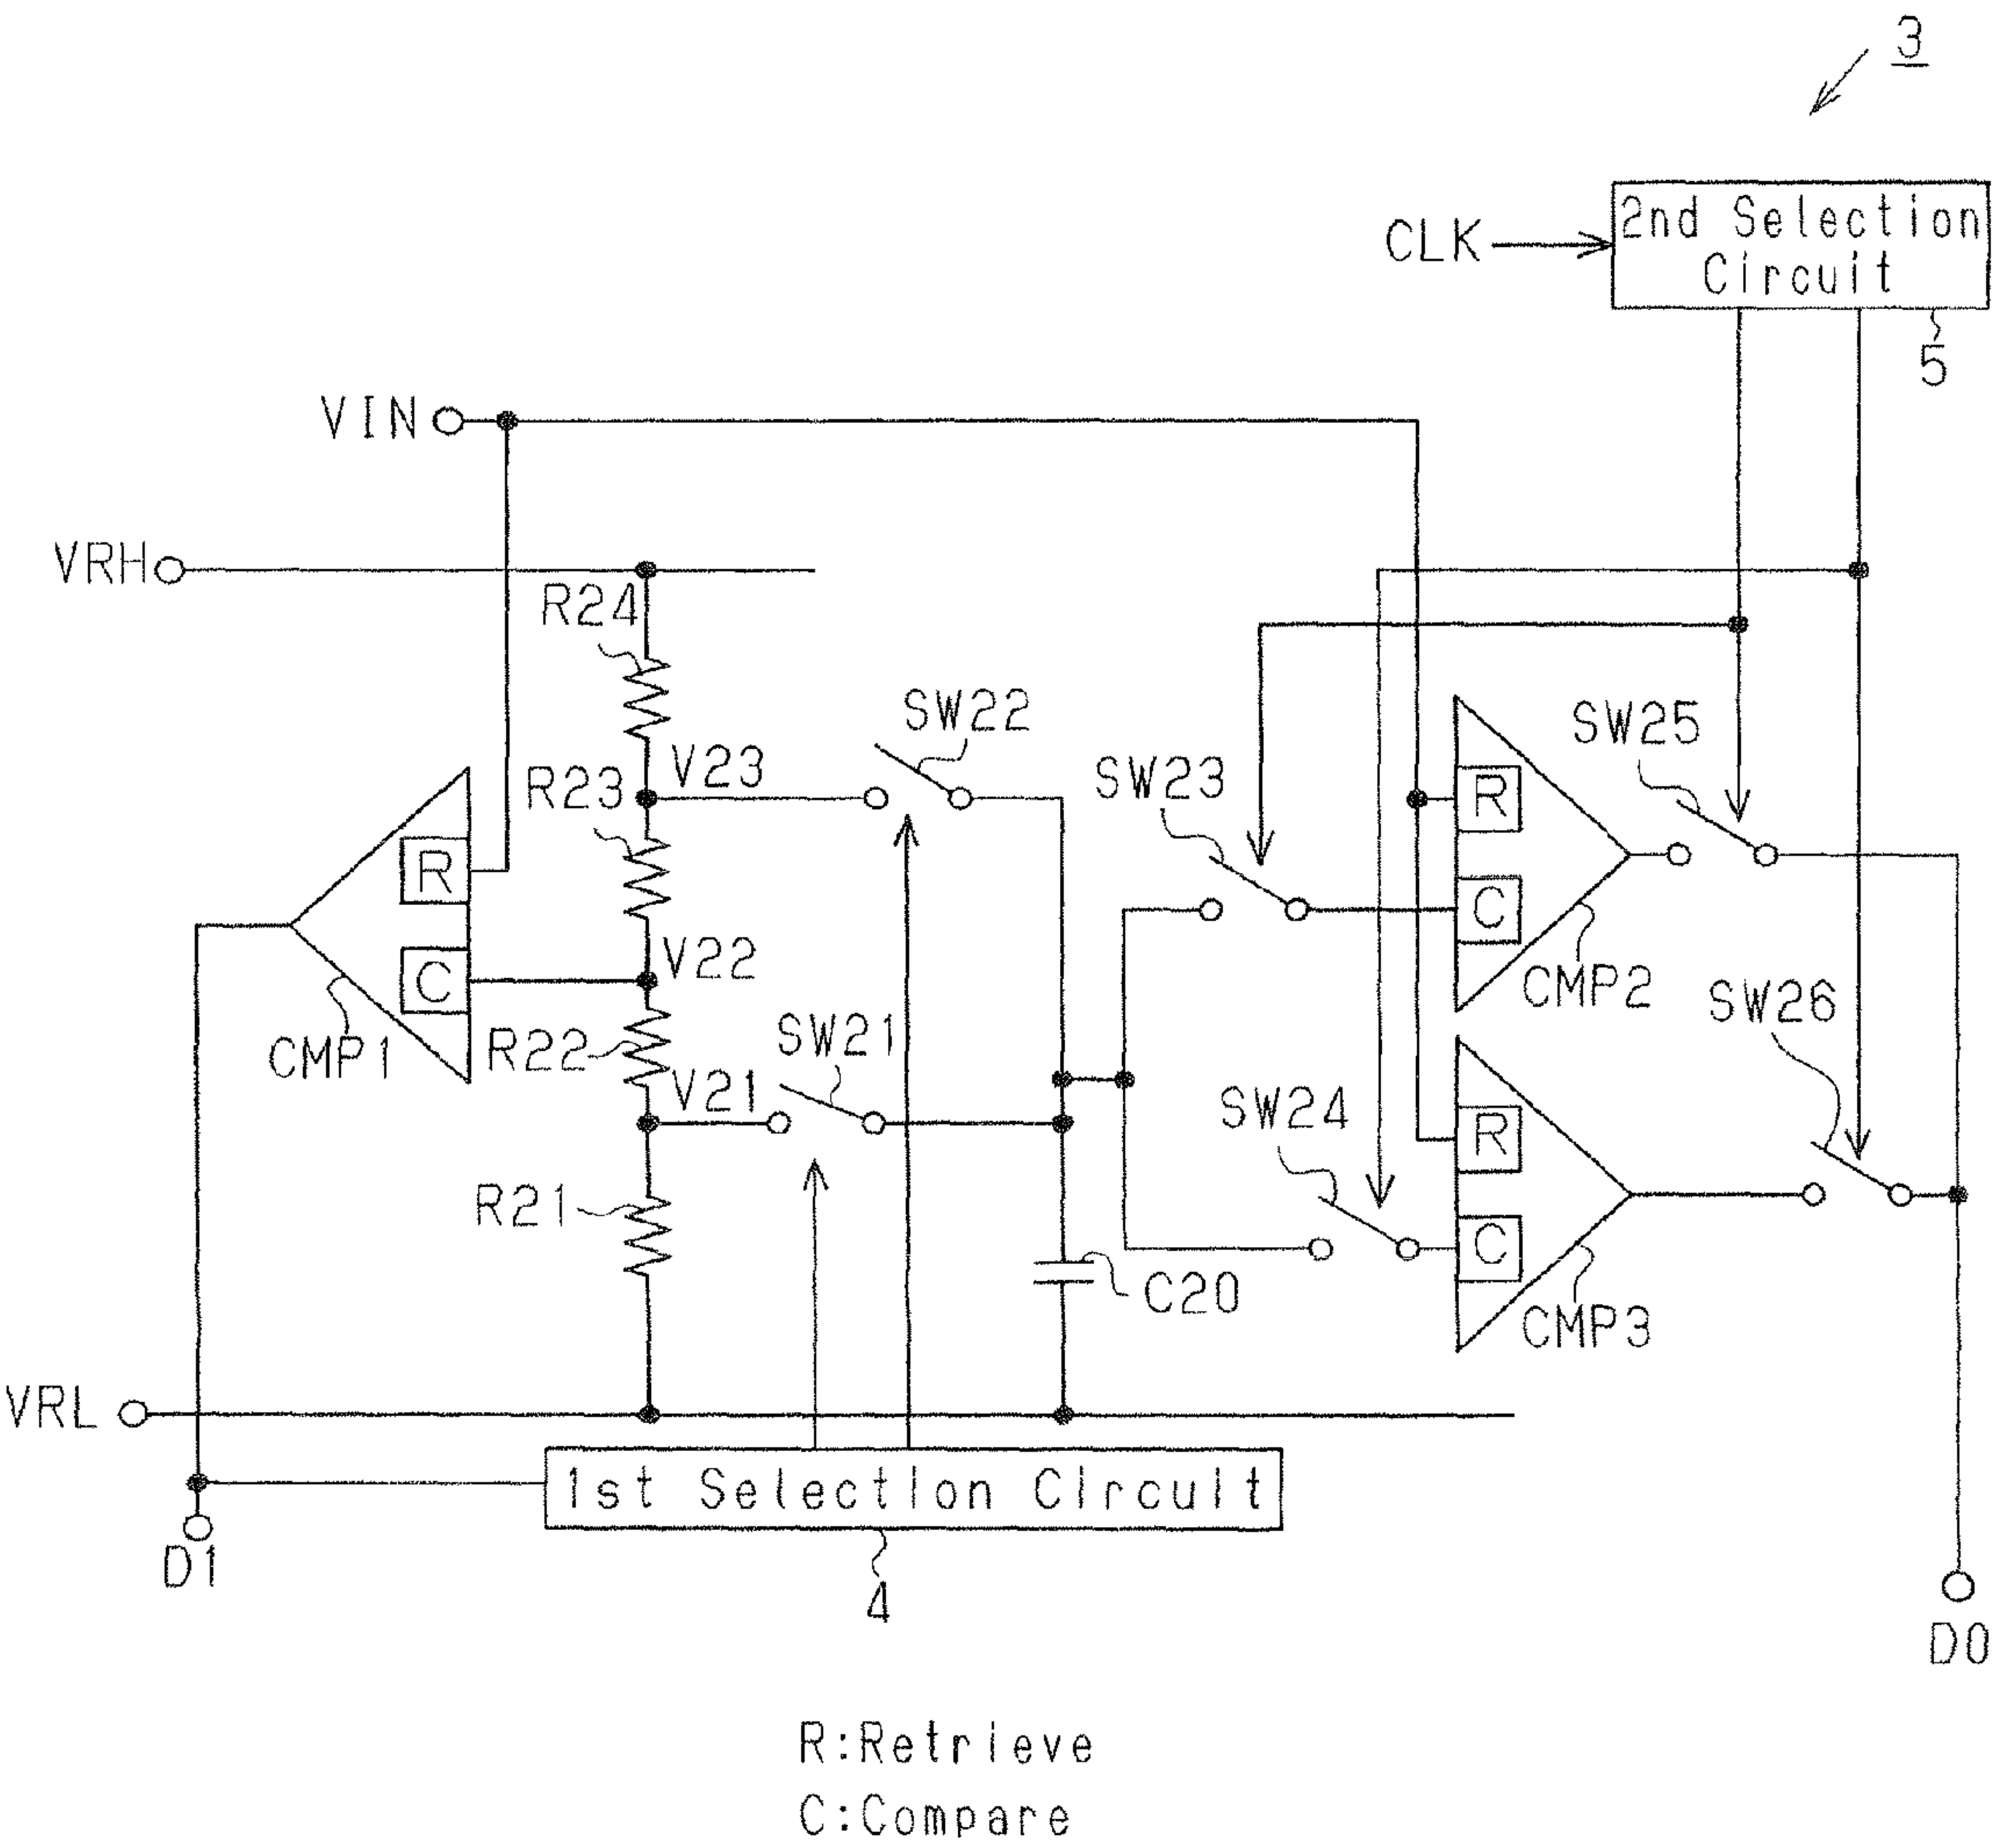 3
2nd Selection
Circuit
CLK
5
VIN
VRH
R24
SW22
SW25
V23
SW23
R23
R
R
C
V22
C
CMP2
SW26
CMP1
R22
SW21
V21
SW24
R
R21
C
C20
CMP3
VRL
1st Selection Circuit
D1
4
D0
R:Retrieve
C:Compare